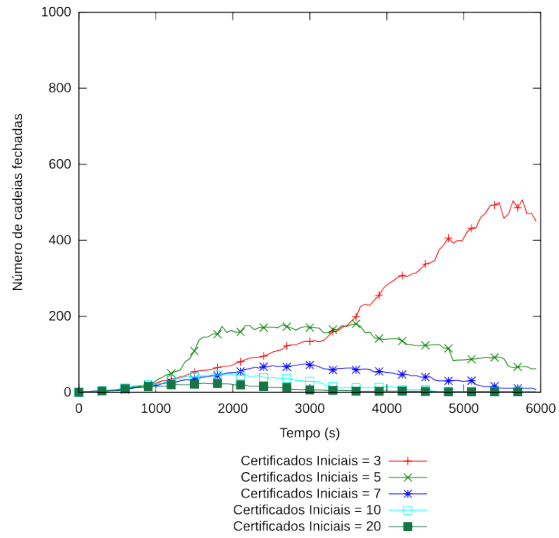 1000
800
600
400
200
0
Número de cadeias fechadas
0 1000 2000 3000 4000 5000 6000
Tempo (s)
Certificados Iniciais = 3
Certificados Iniciais = 5
Certificados Iniciais = 7
Certificados Iniciais = 10
Certificados Iniciais = 20